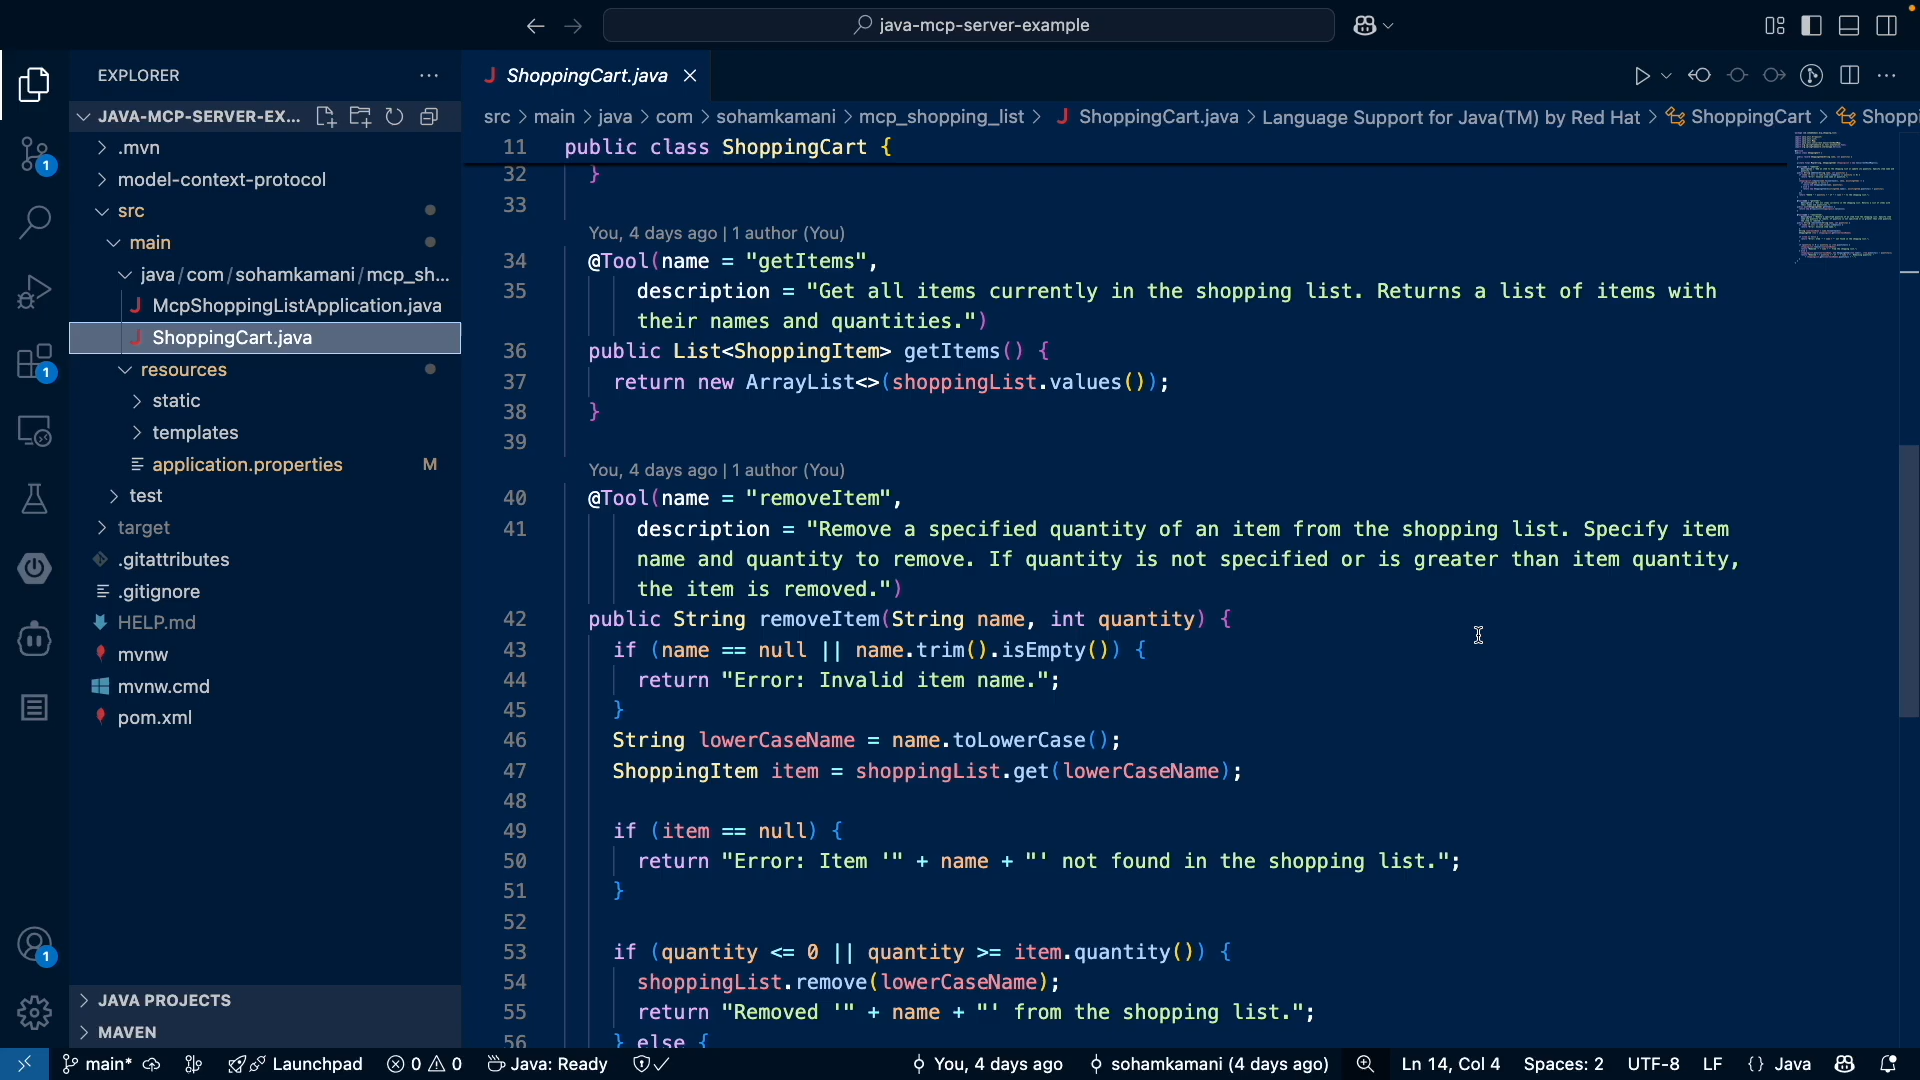 java-mcp-server-example
EXPLORER
ShoppingCart.java
JAVA-MCP-SERVER-EX...
src > main > java > com > sohamkamani > mcp_shopping_list > ShoppingCart.java > Language Support for Java(TM) by Red Hat > ShoppingCart > Shoppi
.mvn
model-context-protocol
src
main
java/com/sohamkamani/mcp_sh...
McpShoppingListApplication.java
ShoppingCart.java
resources
static
templates
application.properties M
test
target
.gitattributes
.gitignore
HELP.md
mvnw
mvnw.cmd
pom.xml
JAVA PROJECTS
MAVEN
1
1
1
11 public class ShoppingCart {
32 }
33
You, 4 days ago | 1 author (You)
34 @Tool(name = "getItems",
35 description = "Get all items currently in the shopping list. Returns a list of items with
their names and quantities.")
36 public List<ShoppingItem> getItems() {
37 return new ArrayList<>(shoppingList.values());
38 }
39
You, 4 days ago | 1 author (You)
40 @Tool(name = "removeItem",
41 description = "Remove a specified quantity of an item from the shopping list. Specify item
name and quantity to remove. If quantity is not specified or is greater than item quantity,
the item is removed.")
42 public String removeItem(String name, int quantity) {
43 if (name == null || name.trim().isEmpty()) {
44 return "Error: Invalid item name.";
45 }
46 String lowerCaseName = name.toLowerCase();
47 ShoppingItem item = shoppingList.get(lowerCaseName);
48
49 if (item == null) {
50 return "Error: Item '" + name + "' not found in the shopping list.";
51 }
52
53 if (quantity <= 0 || quantity >= item.quantity()) {
54 shoppingList.remove(lowerCaseName);
55 return "Removed '" + name + "' from the shopping list.";
56 } else {
main* Launchpad 0 0 Java: Ready You, 4 days ago sohamkamani (4 days ago) Ln 14, Col 4 Spaces: 2 UTF-8 LF {} Java